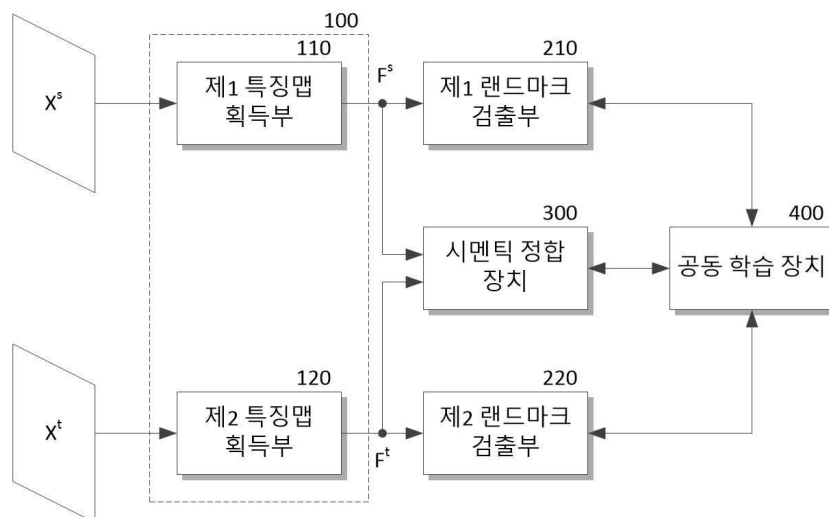 100
110
210
X^s
제1 특징맵
획득부
F^s
제1 랜드마크
검출부
300
400
시멘틱 정합
장치
공동 학습 장치
120
220
X^t
제2 특징맵
획득부
F^t
제2 랜드마크
검출부